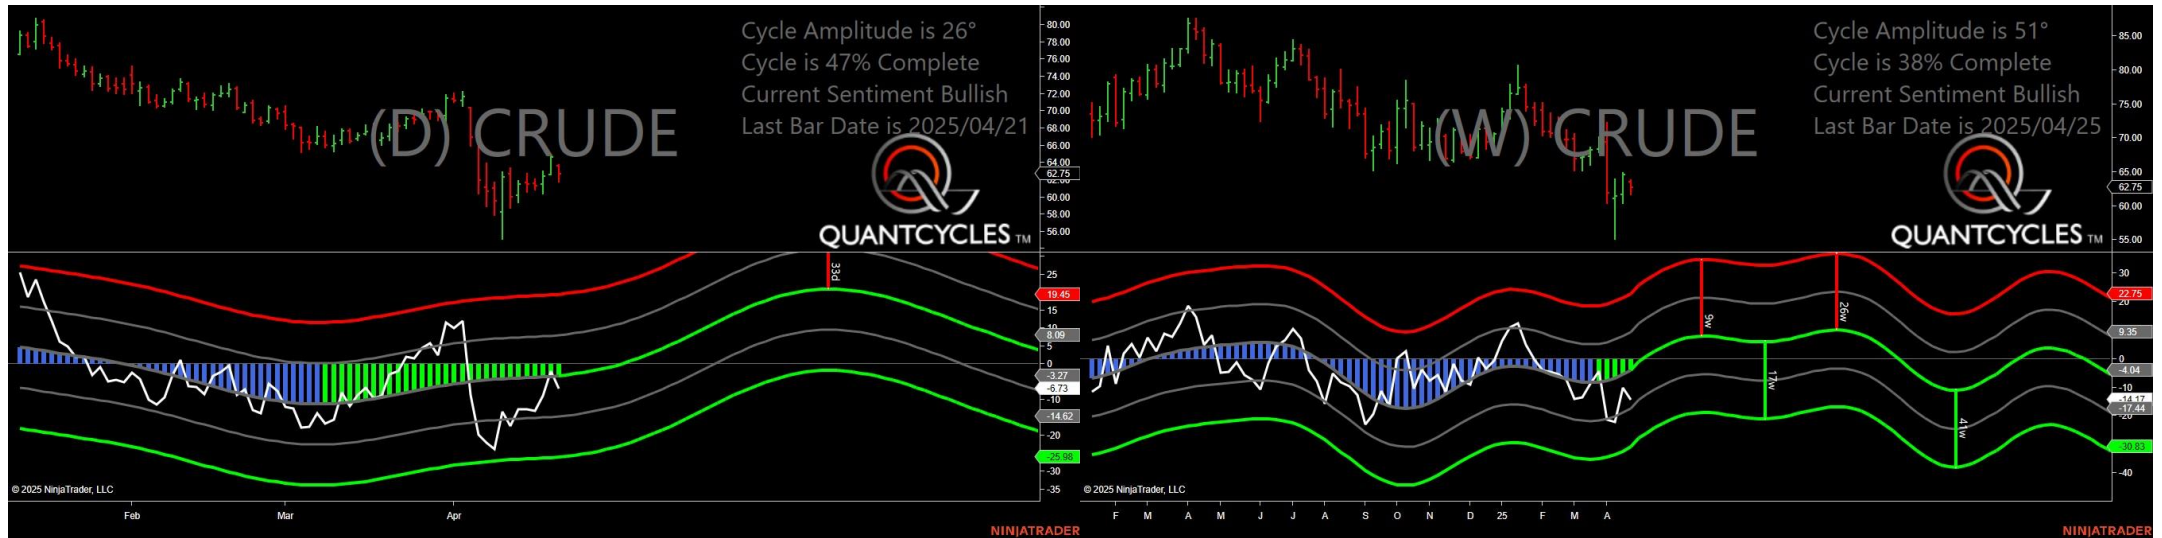 Cycle Amplitude is 26°
Cycle is 47% Complete
Current Sentiment Bullish
Last Bar Date is 2025/04/21
(D) CRUDE
QUANTCYCLES TM
80.00
78.00
76.00
74.00
72.00
70.00
68.00
66.00
64.00
62.75
60.00
58.00
56.00
33d
25
19.45
15
8.09
5
0
-3.27
-6.73
-10
-14.62
-20
-25.98
-30
-35
© 2025 NinjaTrader, LLC
Feb Mar Apr
NINJATRADER
Cycle Amplitude is 51°
Cycle is 38% Complete
Current Sentiment Bullish
Last Bar Date is 2025/04/25
(W) CRUDE
QUANTCYCLES TM
85.00
80.00
75.00
70.00
65.00
62.75
60.00
55.00
9w
26w
17w
41w
30
22.75
20
9.35
0
-4.04
-10
-14.17
-17.44
-30.83
-40
© 2025 NinjaTrader, LLC
F M A M J J A S O N D 25 F M A
NINJATRADER